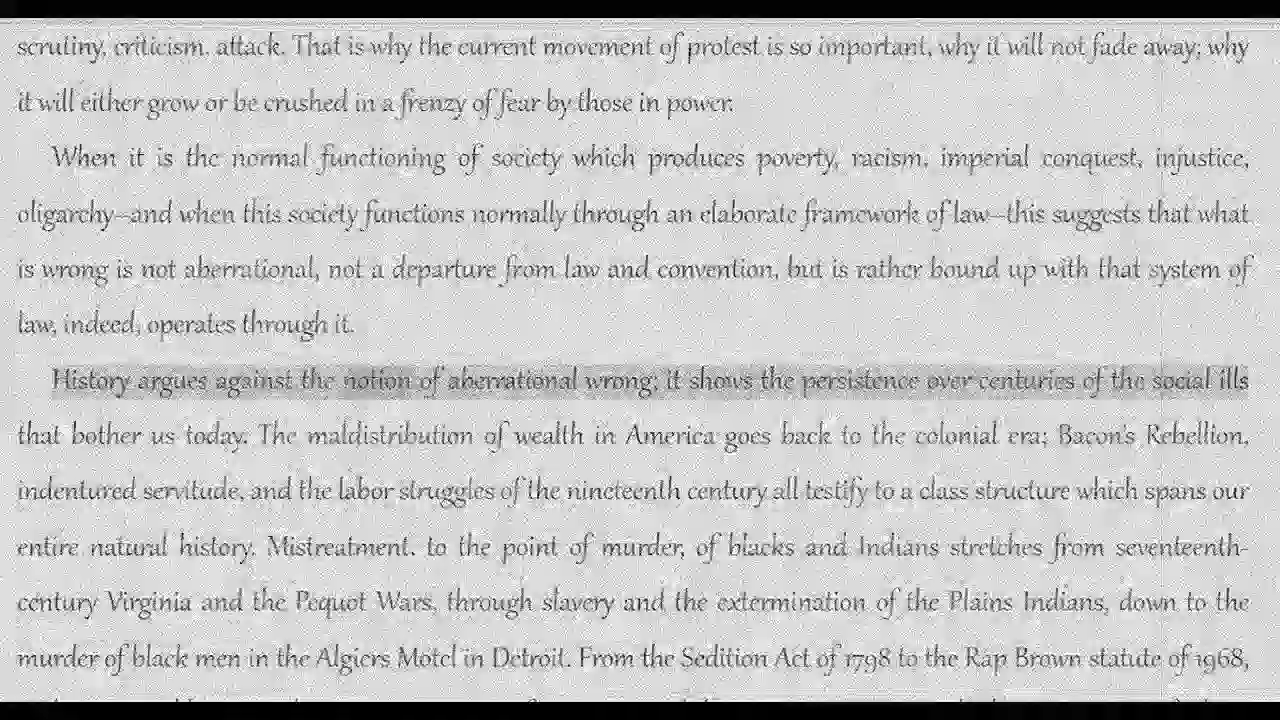 scrutiny, criticism, attack. That is why the current movement of protest is so important, why it will not fade away; why
it will either grow or be crushed in a frenzy of fear by those in power.
When it is the normal functioning of society which produces poverty, racism, imperial conquest, injustice,
oligarchy—and when this society functions normally through an elaborate framework of law—this suggests that what
is wrong is not aberrational, not a departure from law and convention, but is rather bound up with that system of
law, indeed, operates through it.
History argues against the notion of aberrational wrong; it shows the persistence over centuries of the social ills
that bother us today. The maldistribution of wealth in America goes back to the colonial era; Bacon's Rebellion,
indentured servitude, and the labor struggles of the nineteenth century all testify to a class structure which spans our
entire natural history. Mistreatment, to the point of murder, of blacks and Indians stretches from seventeenth-
century Virginia and the Pequot Wars, through slavery and the extermination of the Plains Indians, down to the
murder of black men in the Algiers Motel in Detroit. From the Sedition Act of 1798 to the Rap Brown statute of 1968,